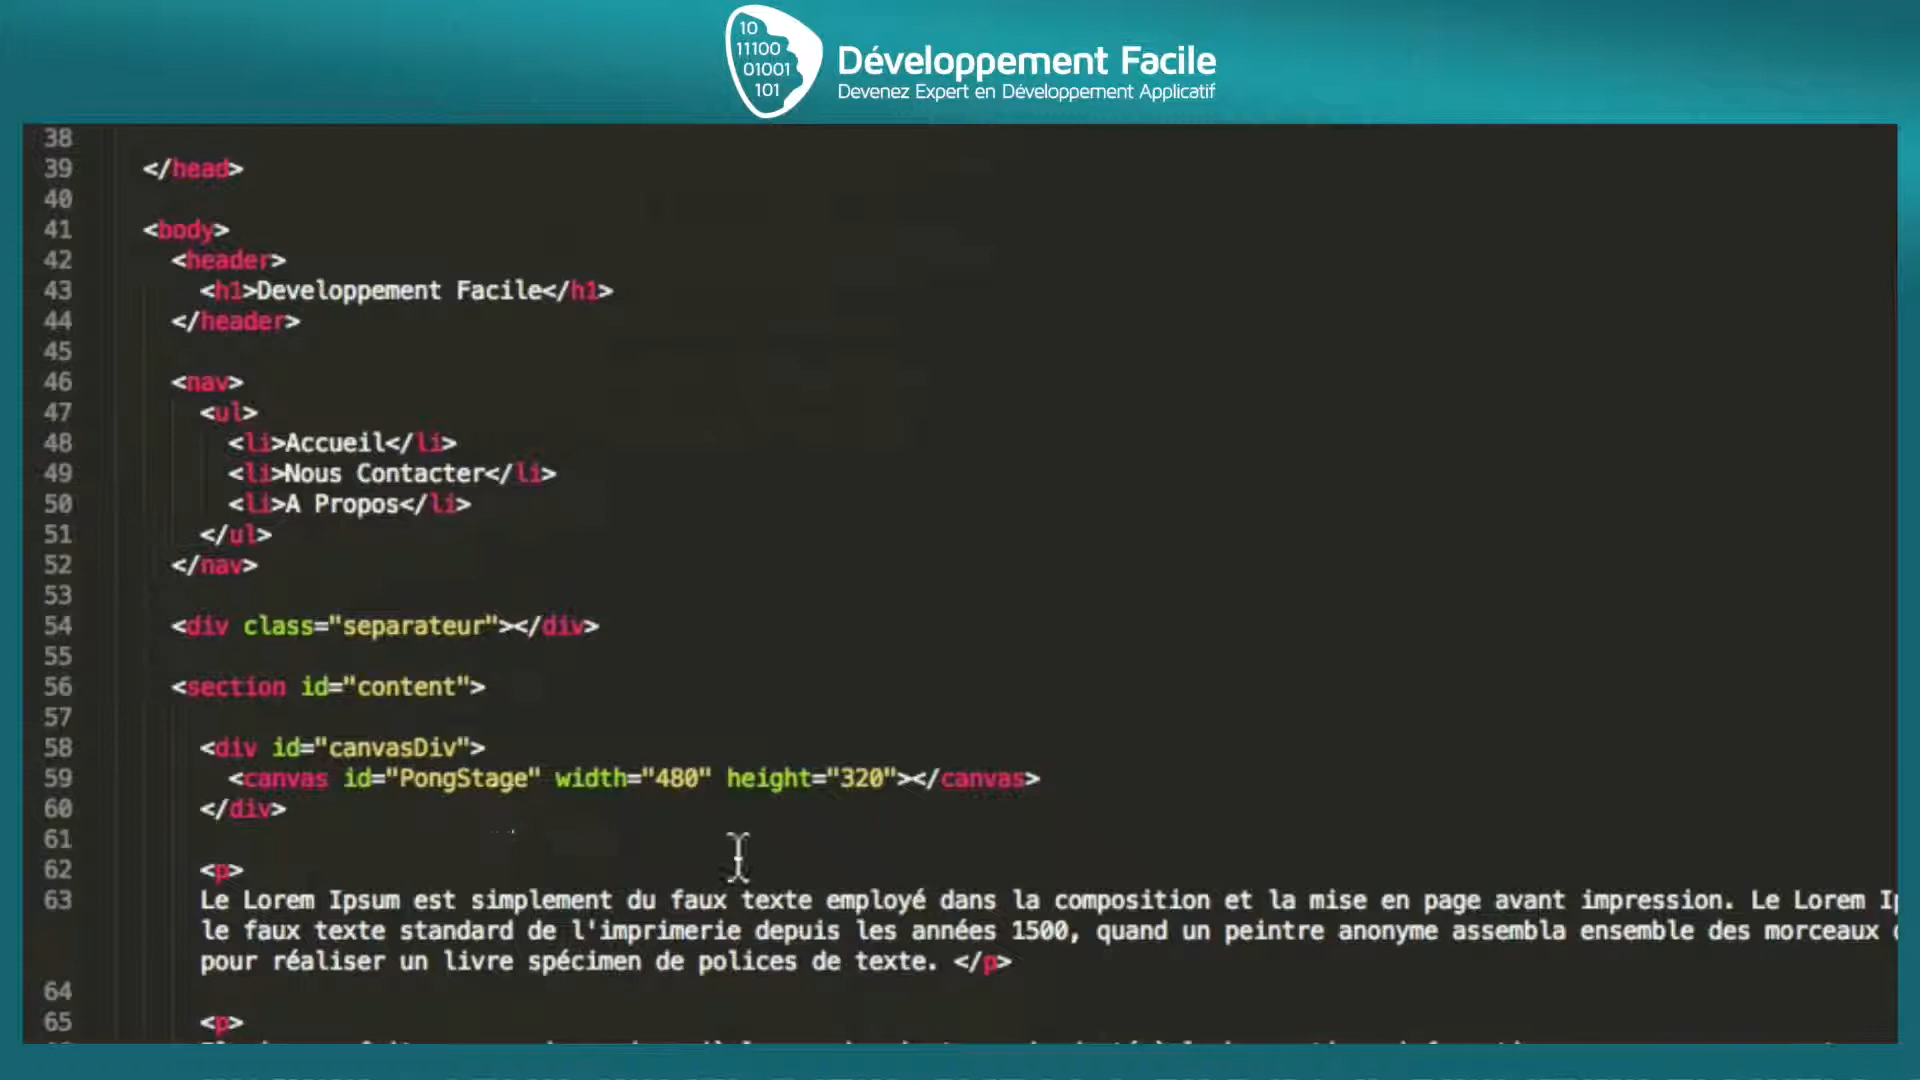 10
11100
01001
101
Développement Facile
Devenez Expert en Développement Applicatif
38
39 </head>
40
41 <body>
42 <header>
43 <h1>Developpement Facile</h1>
44 </header>
45
46 <nav>
47 <ul>
48 <li>Accueil</li>
49 <li>Nous Contacter</li>
50 <li>A Propos</li>
51 </ul>
52 </nav>
53
54 <div class="separateur"></div>
55
56 <section id="content">
57
58 <div id="canvasDiv">
59 <canvas id="PongStage" width="480" height="320"></canvas>
60 </div>
61
62 <p>
63 Le Lorem Ipsum est simplement du faux texte employé dans la composition et la mise en page avant impression. Le Lorem
le faux texte standard de l'imprimerie depuis les années 1500, quand un peintre anonyme assembla ensemble des morceaux
pour réaliser un livre spécimen de polices de texte. </p>
64
65 <p>